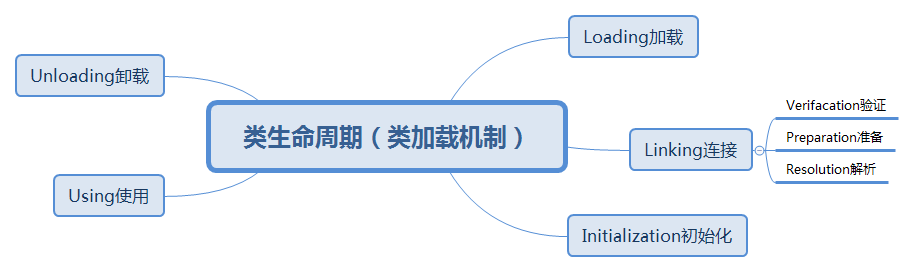 类生命周期（类加载机制）
Loading加载
Linking连接
Verifacation验证
Preparation准备
Resolution解析
Initialization初始化
Using使用
Unloading卸载